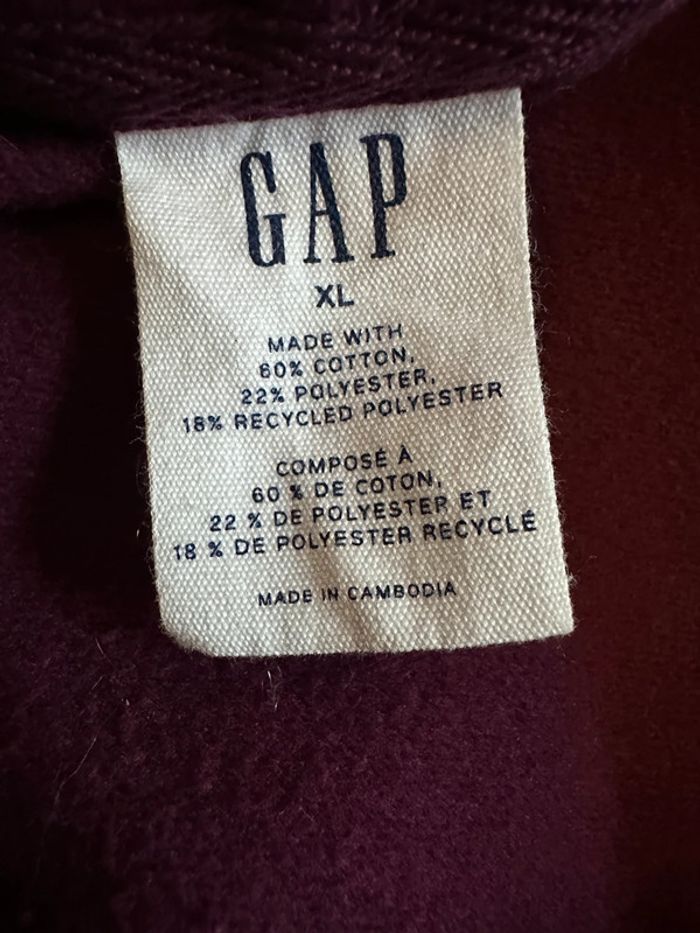 GAP
XL
MADE WITH
60% COTTON,
22% POLYESTER,
18% RECYCLED POLYESTER
COMPOSÉ À
60 % DE COTON,
22 % DE POLYESTER ET
18 % DE POLYESTER RECYCLÉ
MADE IN CAMBODIA